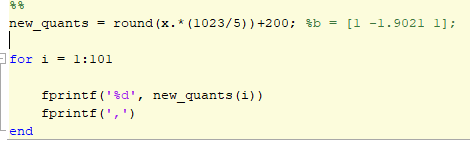 %%
new_quants = round(x.*(1023/5))+200; %b = [1 -1.9021 1];
for i = 1:101
fprintf('%d', new_quants(i))
fprintf(',')
end